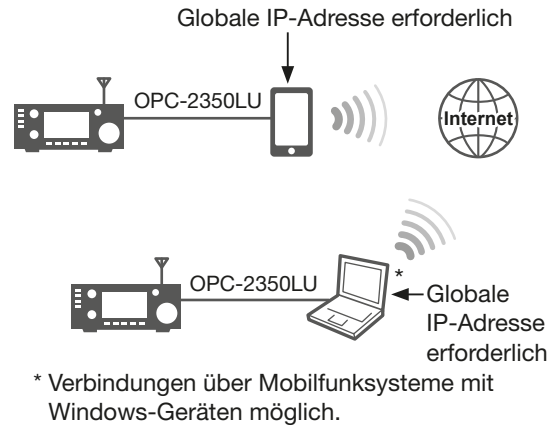 Globale IP-Adresse erforderlich
OPC-2350LU
Internet
OPC-2350LU
*
Globale
IP-Adresse
erforderlich
* Verbindungen über Mobilfunksysteme mit
Windows-Geräten möglich.